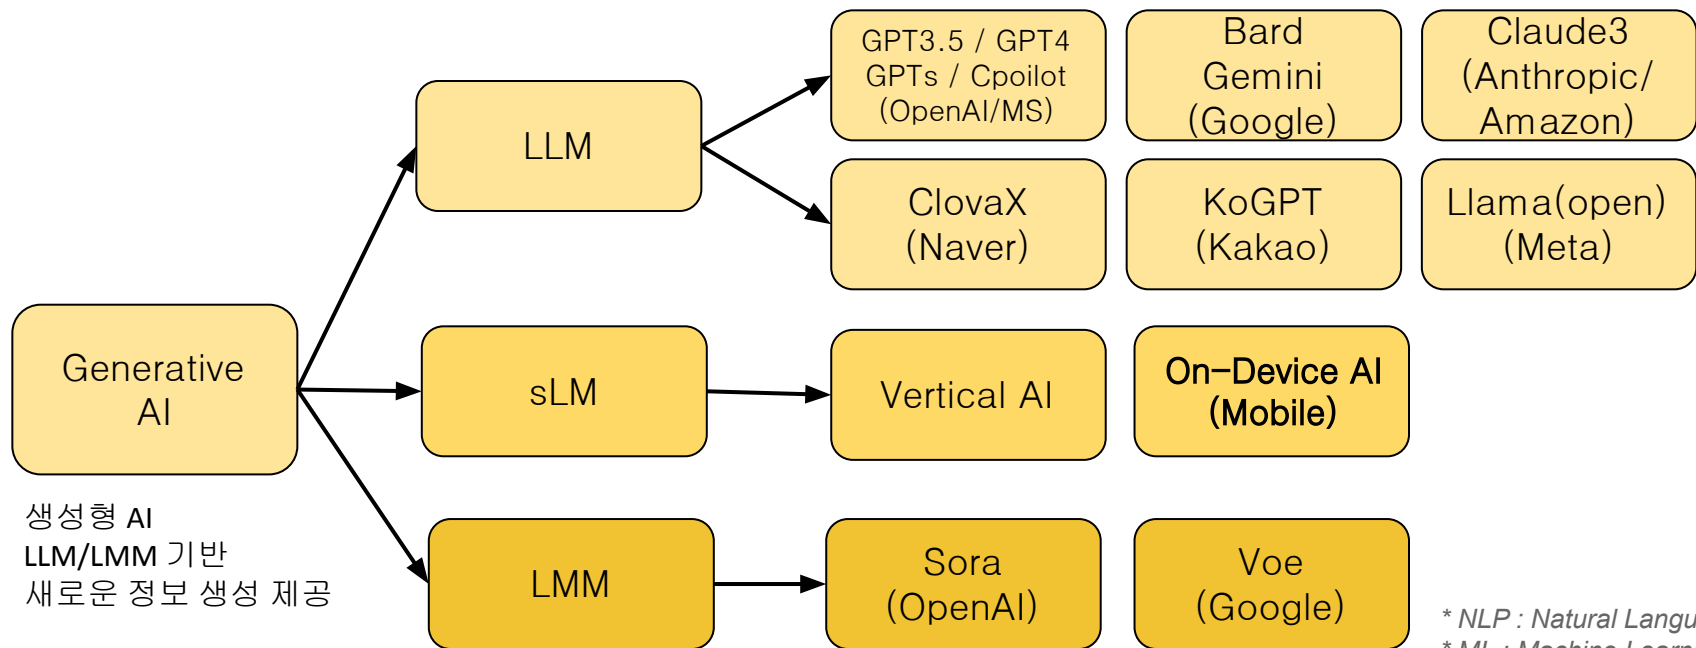 GPT3.5 / GPT4
GPTs / Cpoilot
(OpenAI/MS)
Bard
Gemini
(Google)
Claude3
(Anthropic/
Amazon)
LLM
ClovaX
(Naver)
KoGPT
(Kakao)
Llama(open)
(Meta)
Generative
AI
sLM
Vertical AI
On-Device AI
(Mobile)
생성형 AI
LLM/LMM 기반
새로운 정보 생성 제공
LMM
Sora
(OpenAI)
Voe
(Google)
* NLP : Natural
* ML : Machine